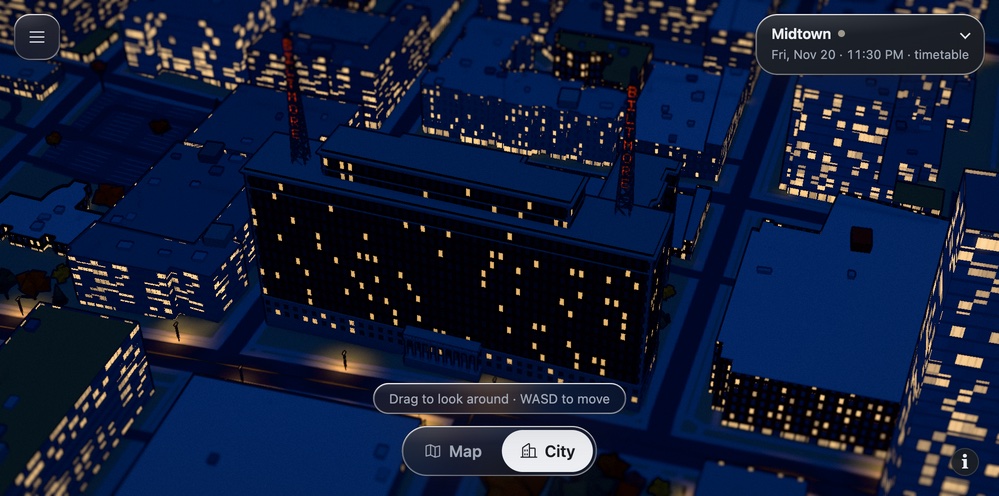 Midtown
Fri, Nov 20 · 11:30 PM · timetable
BILTMORE
BILTMORE
Drag to look around · WASD to move
Map
City